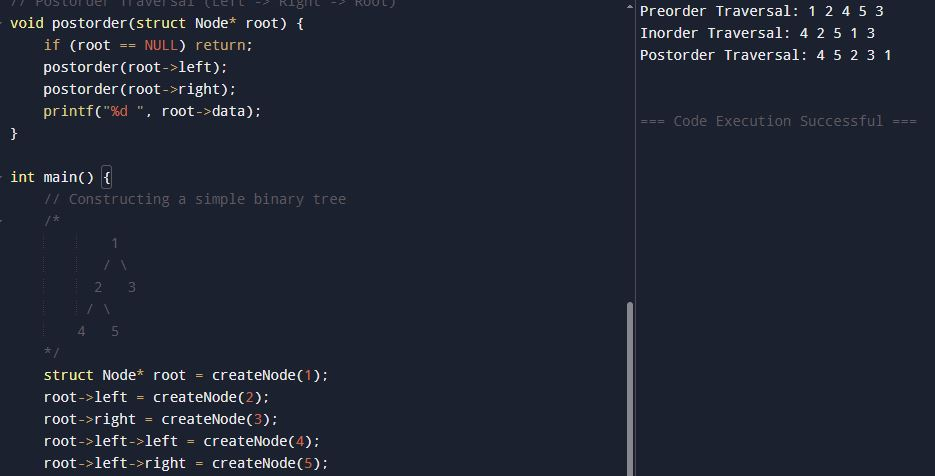 // Postorder Traversal (Left -> Right -> Root)
void postorder(struct Node* root) {
    if (root == NULL) return;
    postorder(root->left);
    postorder(root->right);
    printf("%d ", root->data);
}

int main() {
    // Constructing a simple binary tree
    /*
            1
           / \
          2   3
         / \
        4   5
    */
    struct Node* root = createNode(1);
    root->left = createNode(2);
    root->right = createNode(3);
    root->left->left = createNode(4);
    root->left->right = createNode(5);
Preorder Traversal: 1 2 4 5 3
Inorder Traversal: 4 2 5 1 3
Postorder Traversal: 4 5 2 3 1
=== Code Execution Successful ===